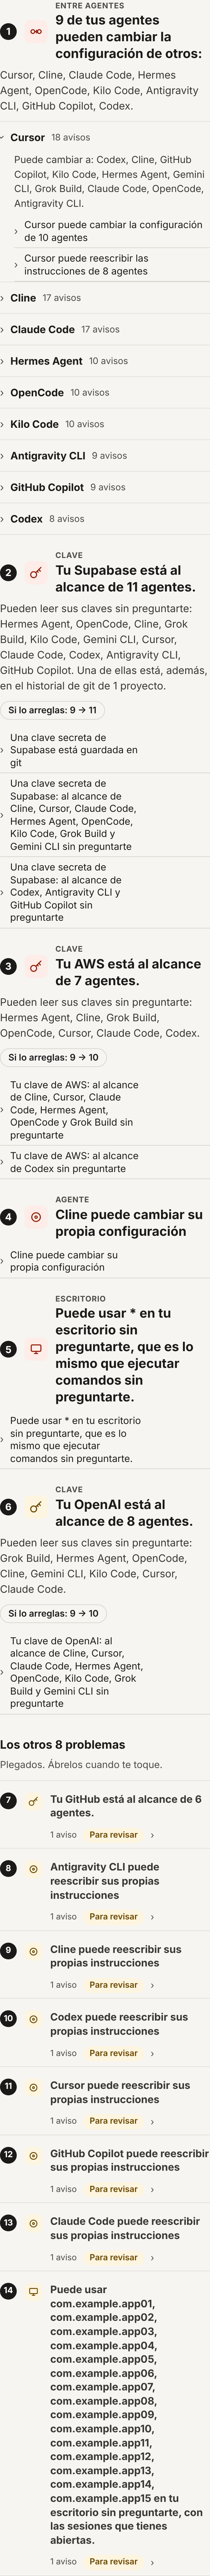 ENTRE AGENTES
1
9 de tus agentes
pueden cambiar la
configuración de otros:
Cursor, Cline, Claude Code, Hermes
Agent, OpenCode, Kilo Code, Antigravity
CLI, GitHub Copilot, Codex.
Cursor 18 avisos
Puede cambiar a: Codex, Cline, GitHub
Copilot, Kilo Code, Hermes Agent, Gemini
CLI, Grok Build, Claude Code, OpenCode,
Antigravity CLI.
Cursor puede cambiar la configuración
de 10 agentes
Cursor puede reescribir las
instrucciones de 8 agentes
Cline 17 avisos
Claude Code 17 avisos
Hermes Agent 10 avisos
OpenCode 10 avisos
Kilo Code 10 avisos
Antigravity CLI 9 avisos
GitHub Copilot 9 avisos
Codex 8 avisos
CLAVE
2
Tu Supabase está al
alcance de 11 agentes.
Pueden leer sus claves sin preguntarte:
Hermes Agent, OpenCode, Cline, Grok
Build, Kilo Code, Gemini CLI, Cursor,
Claude Code, Codex, Antigravity CLI,
GitHub Copilot. Una de ellas está, además,
en el historial de git de 1 proyecto.
Si lo arreglas: 9 → 11
Una clave secreta de
Supabase está guardada en
git
Una clave secreta de
Supabase: al alcance de
Cline, Cursor, Claude Code,
Hermes Agent, OpenCode,
Kilo Code, Grok Build y
Gemini CLI sin preguntarte
Una clave secreta de
Supabase: al alcance de
Codex, Antigravity CLI y
GitHub Copilot sin
preguntarte
CLAVE
3
Tu AWS está al alcance
de 7 agentes.
Pueden leer sus claves sin preguntarte:
Hermes Agent, Cline, Grok Build,
OpenCode, Cursor, Claude Code, Codex.
Si lo arreglas: 9 → 10
Tu clave de AWS: al alcance
de Cline, Cursor, Claude
Code, Hermes Agent,
OpenCode y Grok Build sin
preguntarte
Tu clave de AWS: al alcance
de Codex sin preguntarte
AGENTE
4
Cline puede cambiar su
propia configuración
Cline puede cambiar su
propia configuración
ESCRITORIO
5
Puede usar * en tu
escritorio sin
preguntarte, que es lo
mismo que ejecutar
comandos sin
preguntarte.
Puede usar * en tu escritorio
sin preguntarte, que es lo
mismo que ejecutar
comandos sin preguntarte.
CLAVE
6
Tu OpenAI está al
alcance de 8 agentes.
Pueden leer sus claves sin preguntarte:
Grok Build, Hermes Agent, OpenCode,
Cline, Gemini CLI, Kilo Code, Cursor,
Claude Code.
Si lo arreglas: 9 → 10
Tu clave de OpenAI: al
alcance de Cline, Cursor,
Claude Code, Hermes Agent,
OpenCode, Kilo Code, Grok
Build y Gemini CLI sin
preguntarte
Los otros 8 problemas
Plegados. Ábrelos cuando te toque.
7
Tu GitHub está al alcance de 6
agentes.
1 aviso Para revisar
8
Antigravity CLI puede
reescribir sus propias
instrucciones
1 aviso Para revisar
9
Cline puede reescribir sus
propias instrucciones
1 aviso Para revisar
10
Codex puede reescribir sus
propias instrucciones
1 aviso Para revisar
11
Cursor puede reescribir sus
propias instrucciones
1 aviso Para revisar
12
GitHub Copilot puede reescribir
sus propias instrucciones
1 aviso Para revisar
13
Claude Code puede reescribir
sus propias instrucciones
1 aviso Para revisar
14
Puede usar
com.example.app01,
com.example.app02,
com.example.app03,
com.example.app04,
com.example.app05,
com.example.app06,
com.example.app07,
com.example.app08,
com.example.app09,
com.example.app10,
com.example.app11,
com.example.app12,
com.example.app13,
com.example.app14,
com.example.app15 en tu
escritorio sin preguntarte, con
las sesiones que tienes
abiertas.
1 aviso Para revisar